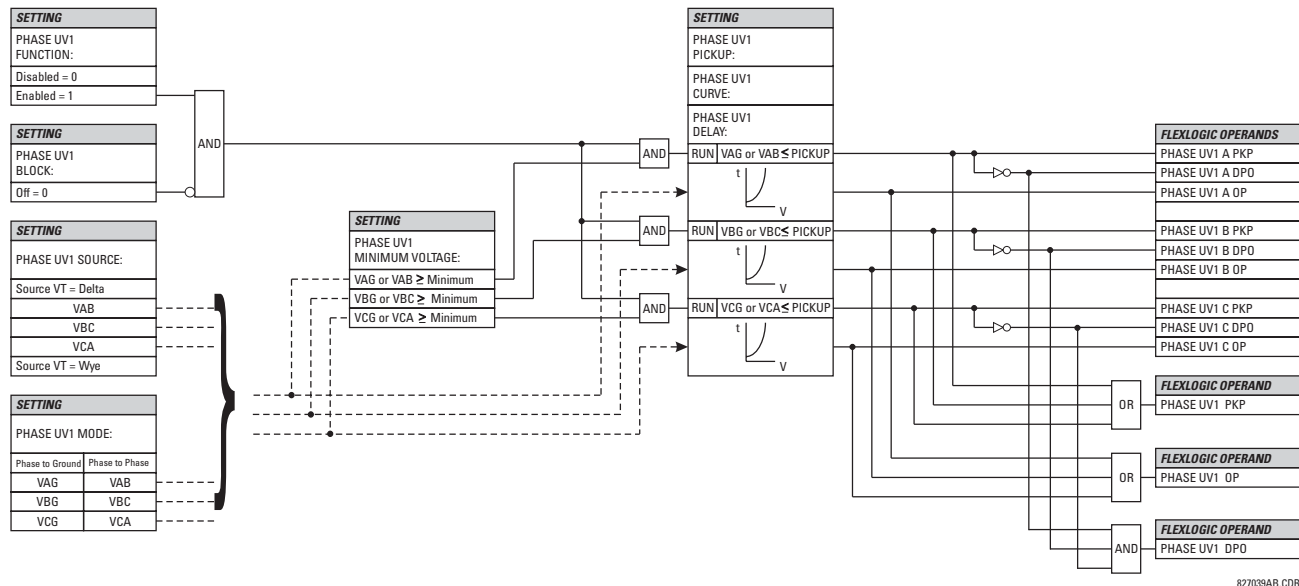 SETTING
PHASE UV1
FUNCTION:
Disabled = 0
Enabled = 1
SETTING
PHASE UV1
BLOCK:
Off = 0
AND
SETTING
PHASE UV1 SOURCE:
Source VT = Delta
VAB
VBC
VCA
Source VT = Wye
SETTING
PHASE UV1 MODE:
Phase to Ground Phase to Phase
VAG VAB
VBG VBC
VCG VCA
SETTING
PHASE UV1
MINIMUM VOLTAGE:
VAG or VAB ≥ Minimum
VBG or VBC ≥ Minimum
VCG or VCA ≥ Minimum
AND
AND
AND
SETTING
PHASE UV1
PICKUP:
PHASE UV1
CURVE:
PHASE UV1
DELAY:
RUN VAG or VAB ≤ PICKUP
t
V
RUN VBG or VBC ≤ PICKUP
t
V
RUN VCG or VCA ≤ PICKUP
t
V
FLEXLOGIC OPERANDS
PHASE UV1 A PKP
PHASE UV1 A DPO
PHASE UV1 A OP
PHASE UV1 B PKP
PHASE UV1 B DPO
PHASE UV1 B OP
PHASE UV1 C PKP
PHASE UV1 C DPO
PHASE UV1 C OP
OR
FLEXLOGIC OPERAND
PHASE UV1 PKP
OR
FLEXLOGIC OPERAND
PHASE UV1 OP
AND
FLEXLOGIC OPERAND
PHASE UV1 DPO
827039AB.CDR